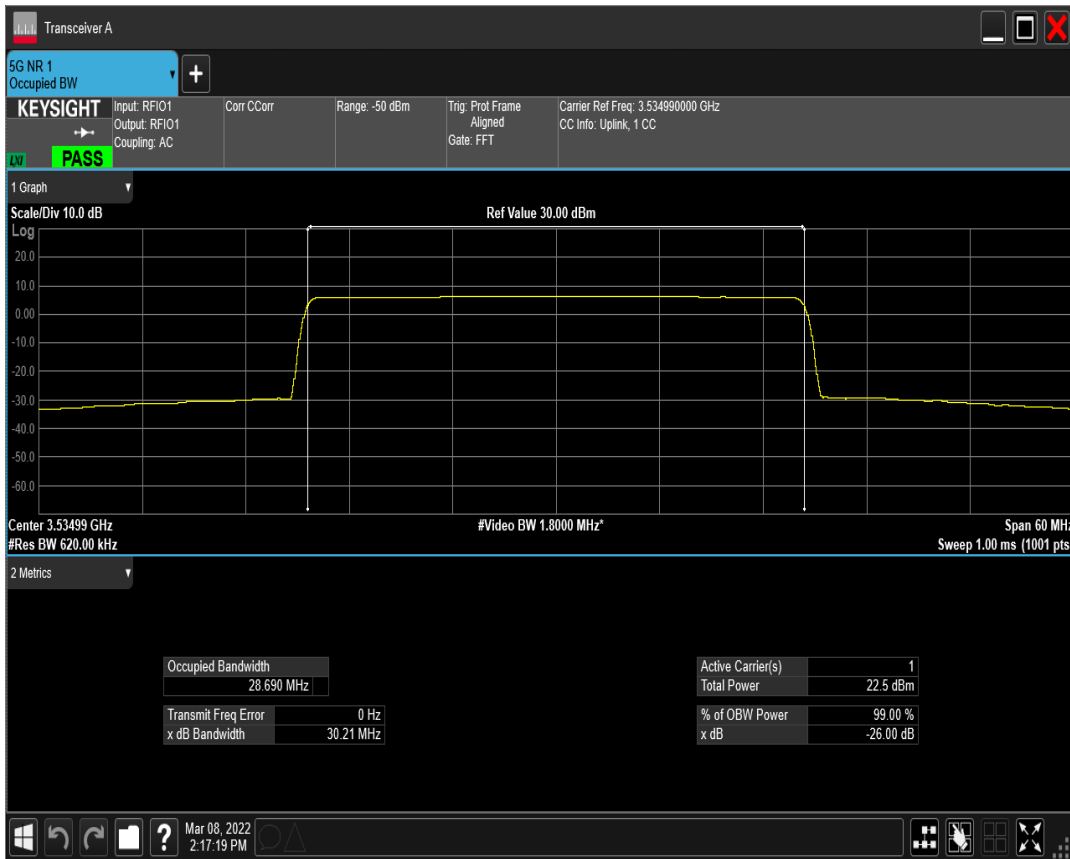 Transceiver A
5G NR 1
Occupied BW
+
KEYSIGHT
LXI
PASS
Input: RFIO1
Output: RFIO1
Coupling: AC
Corr CCorr
Range: -50 dBm
Trig: Prot Frame
Aligned
Gate: FFT
Carrier Ref Freq: 3.534990000 GHz
CC Info: Uplink, 1 CC
1 Graph
Scale/Div 10.0 dB
Ref Value 30.00 dBm
Log
20.0
10.0
0.00
-10.0
-20.0
-30.0
-40.0
-50.0
-60.0
Center 3.53499 GHz
#Video BW 1.8000 MHz*
Span 60 MHz
#Res BW 620.00 kHz
Sweep 1.00 ms (1001 pts
2 Metrics
Occupied Bandwidth
28.690 MHz
Transmit Freq Error 0 Hz
x dB Bandwidth 30.21 MHz
Active Carrier(s) 1
Total Power 22.5 dBm
% of OBW Power 99.00 %
x dB -26.00 dB
?
Mar 08, 2022
2:17:19 PM